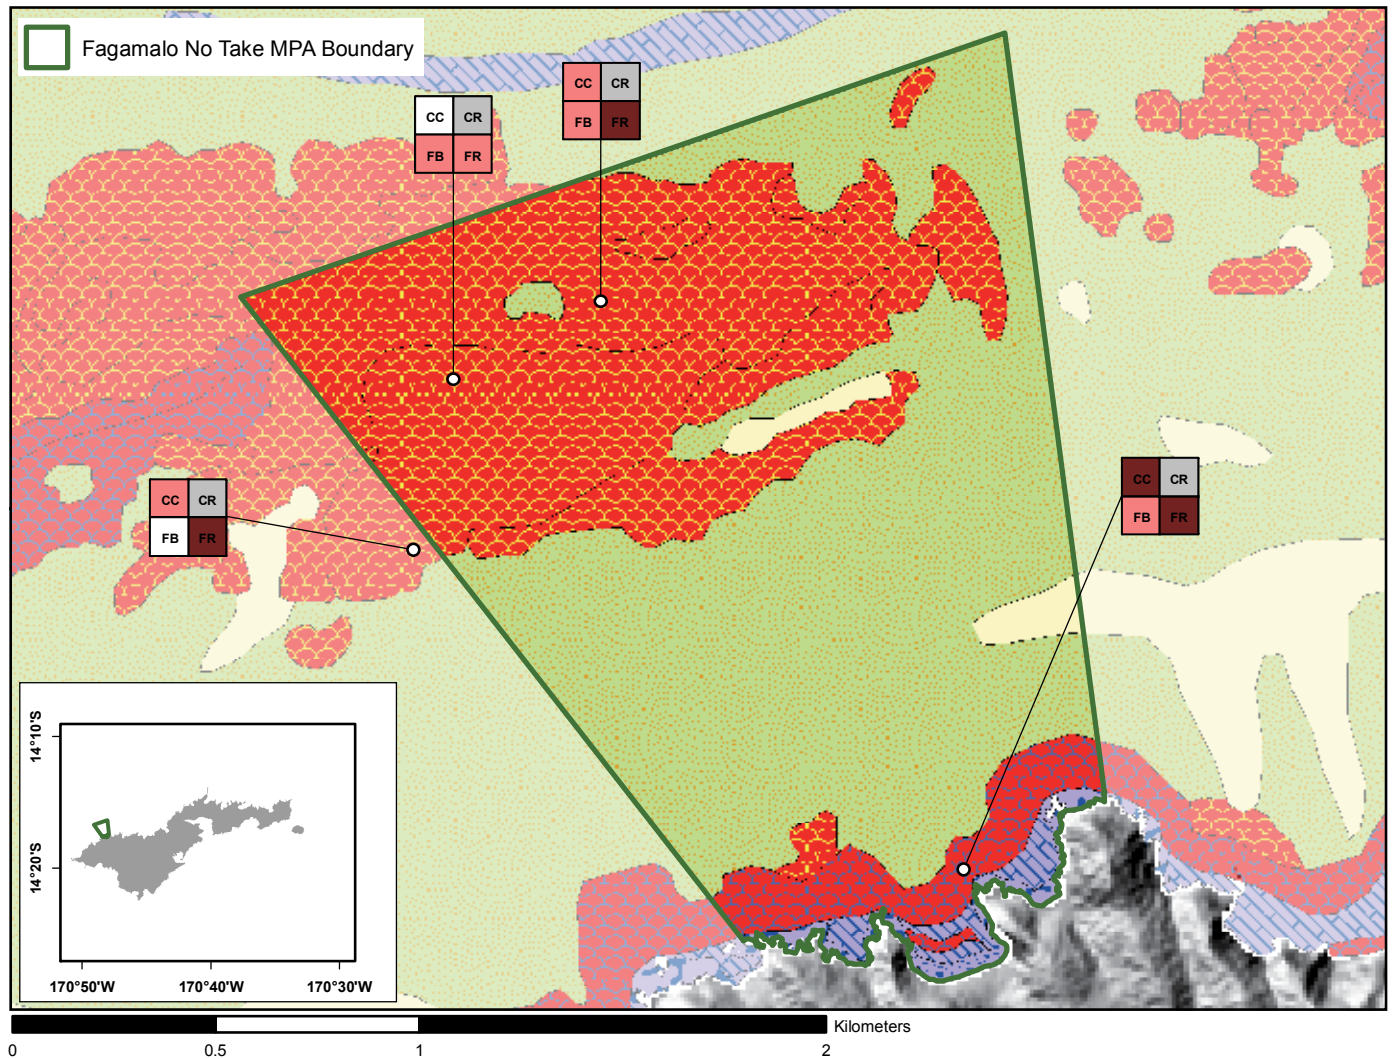 Fagamalo No Take MPA Boundary
CC CR
FB FR
CC CR
FB FR
CC CR
FB FR
CC CR
FB FR
14°10'S
14°20'S
170°50'W 170°40'W 170°30'W
Kilometers
0 0.5 1 2